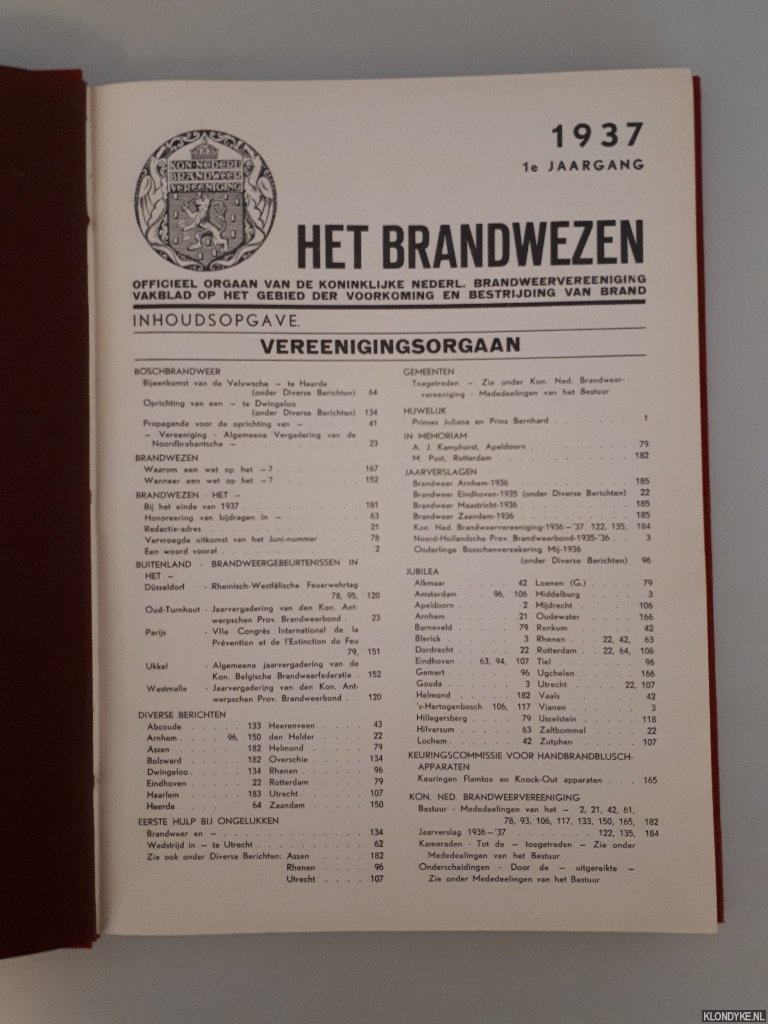 KON. NEDERL.
BRANDWEER
VEREENIGING
1937
1e JAARGANG
HET BRANDWEZEN
OFFICIEEL ORGAAN VAN DE KONINKLIJKE NEDERL. BRANDWEERVEREENIGING
VAKBLAD OP HET GEBIED DER VOORKOMING EN BESTRIJDING VAN BRAND
INHOUDSOPGAVE.
VEREENIGINGSORGAAN
BOSCHBRANDWEER
Bijeenkomst van de Veluwsche – te Heerde
(onder Diverse Berichten) 64
Oprichting van een – te Dwingeloo
(onder Diverse Berichten) 134
Propaganda voor de oprichting van – . . . . . 41
– Vereeniging - Algemeene Vergadering van de
Noordbrabantsche – . . . . . 23
BRANDWEZEN
Waarom een wet op het –? . . . . . 167
Wanneer een wet op het –? . . . . . 152
BRANDWEZEN - HET –
Bij het einde van 1937 . . . . . 181
Honoreering van bijdragen in – . . . . . 63
Redactie-adres . . . . . 21
Vervroegde uitkomst van het Juni-nummer . . . . . 78
Een woord vooraf . . . . . 2
BUITENLAND - BRANDWEERGEBEURTENISSEN IN
HET –
Düsseldorf - Rheinisch-Westfälische Feuerwehrtag
78, 95, 120
Oud-Turnhout - Jaarvergadering van den Kon. Ant-
werpschen Prov. Brandweerbond . . 23
Parijs - VIIe Congrès International de la
Prévention et de l'Extinction du Feu
79, 151
Ukkel - Algemeene jaarvergadering van de
Kon. Belgische Brandweerfederatie . 152
Westmalle - Jaarvergadering van den Kon. Ant-
werpschen Prov. Brandweerbond . . 120
DIVERSE BERICHTEN
Abcoude . . . . . 133
Arnhem . . . . . 96, 150
Assen . . . . . 182
Bolsward . . . . . 182
Dwingeloo . . . . . 134
Eindhoven . . . . . 22
Haarlem . . . . . 183
Heerde . . . . . 64
Heerenveen . . . . . 43
den Helder . . . . . 22
Helmond . . . . . 79
Overschie . . . . . 134
Rhenen . . . . . 96
Rotterdam . . . . . 79
Utrecht . . . . . 107
Zaandam . . . . . 150
EERSTE HULP BIJ ONGELUKKEN
Brandweer en – . . . . . 134
Wedstrijd in – te Utrecht . . . . . 62
Zie ook onder Diverse Berichten: Assen . . . . . 182
Rhenen . . . . . 96
Utrecht . . . . . 107
GEMEENTEN
Toegetreden – Zie onder Kon. Ned. Brandweer-
vereeniging - Mededeelingen van het Bestuur
HUWELIJK
Prinses Juliana en Prins Bernhard . . . . . 1
IN MEMORIAM
A. J. Kamphorst, Apeldoorn . . . . . 79
M. Post, Rotterdam . . . . . 182
JAARVERSLAGEN
Brandweer Arnhem-1936 . . . . . 185
Brandweer Eindhoven-1935 (onder Diverse Berichten) 22
Brandweer Maastricht-1936 . . . . . 185
Brandweer Zaandam-1936 . . . . . 185
Kon. Ned. Brandweervereeniging-1936-'37 122, 135, 184
Noord-Hollandsche Prov. Brandweerbond-1935-'36 . . 3
Onderlinge Bosschenverzekering Mij-1936
(onder Diverse Berichten) 96
JUBILEA
Alkmaar . . . . . 42
Amsterdam . . . . . 96, 106
Apeldoorn . . . . . 2
Arnhem . . . . . 21
Barneveld . . . . . 79
Blerick . . . . . 3
Dordrecht . . . . . 22
Eindhoven . . 63, 94, 107
Gemert . . . . . 96
Gouda . . . . . 3
Helmond . . . . . 182
's-Hertogenbosch 106, 117
Hillegersberg . . . . . 79
Hilversum . . . . . 63
Lochem . . . . . 42
Loenen (G.) . . . . . 79
Middelburg . . . . . 3
Mijdrecht . . . . . 106
Oudewater . . . . . 166
Renkum . . . . . 42
Rhenen . . . 22, 42, 63
Rotterdam . . 22, 64, 106
Tiel . . . . . 96
Ugchelen . . . . . 166
Utrecht . . . . . 22, 107
Vaals . . . . . 42
Vianen . . . . . 3
IJsselstein . . . . . 118
Zaltbommel . . . . . 22
Zutphen . . . . . 107
KEURINGSCOMMISSIE VOOR HANDBRANDBLUSCH-
APPARATEN
Keuringen Flamtox en Knock-Out apparaten . . . 165
KON. NED. BRANDWEERVEREENIGING
Bestuur - Mededeelingen van het – 2, 21, 42, 61,
78, 93, 106, 117, 133, 150, 165, 182
Jaarverslag 1936-'37 . . . . . 122, 135, 184
Kameraden - Tot de – toegetreden – Zie onder
Mededeelingen van het Bestuur
Onderscheidingen - Door de – uitgereikte –
Zie onder Mededeelingen van het Bestuur
KLONDYKE.NL